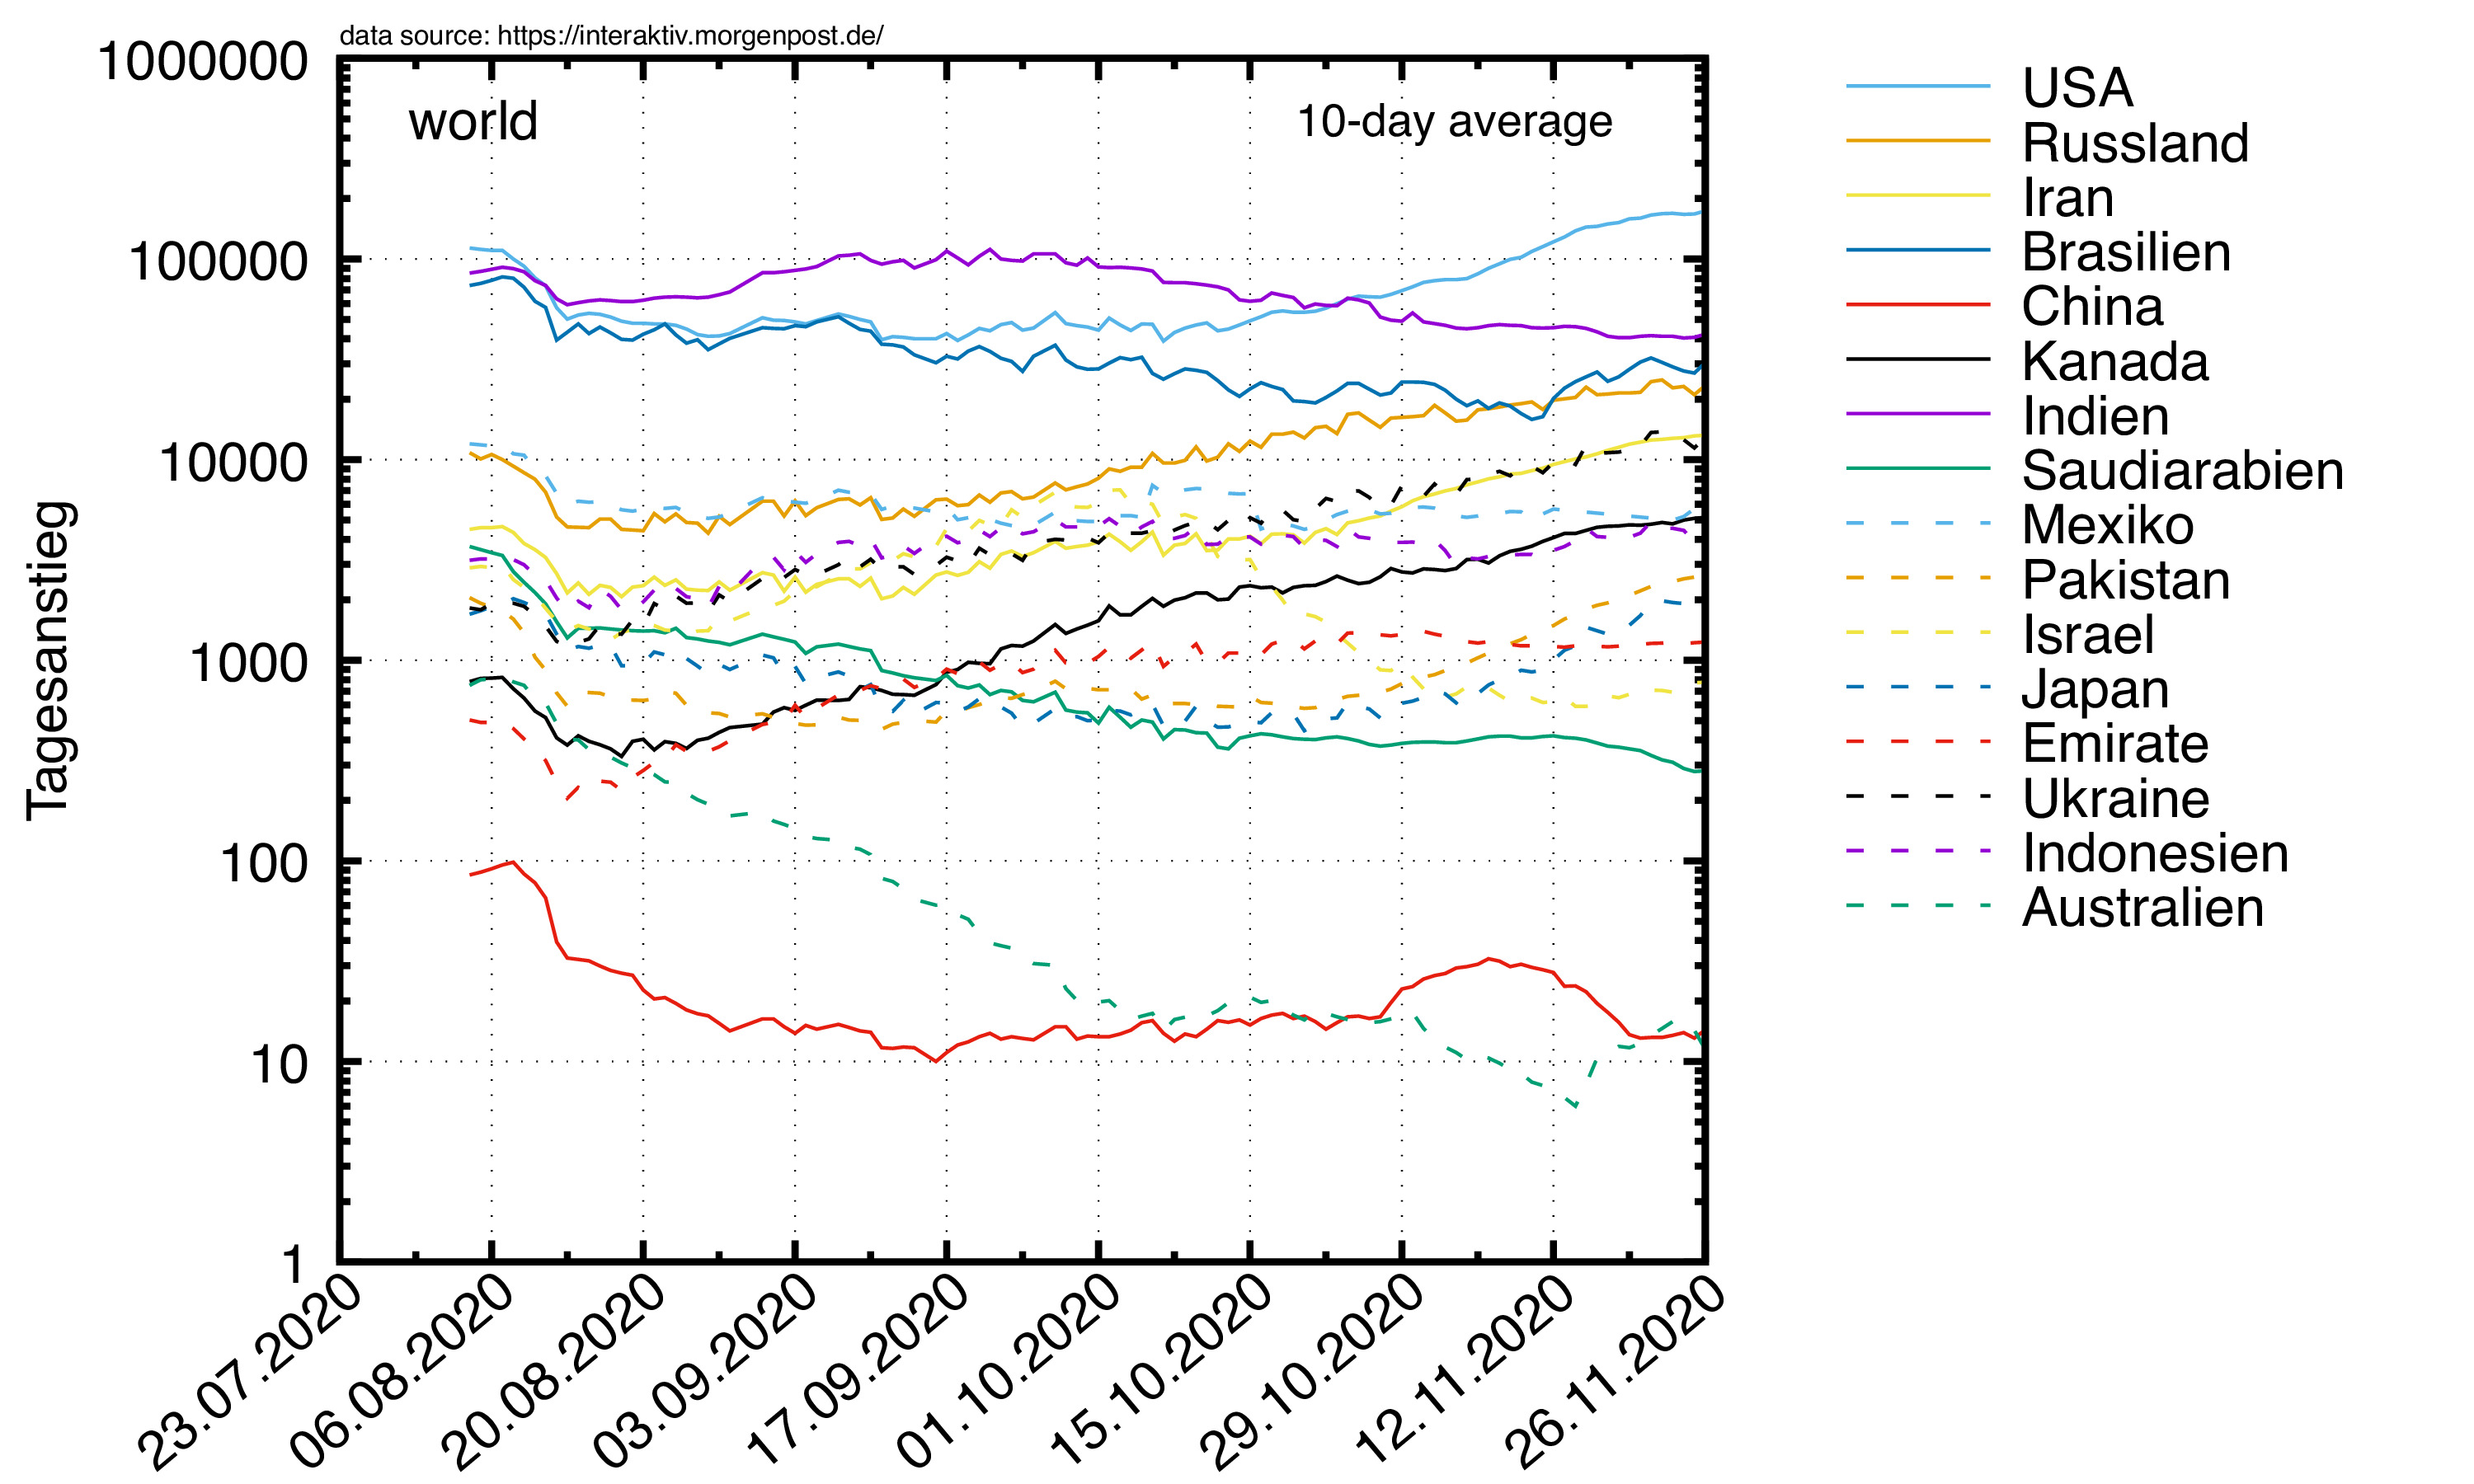 data source: https://interaktiv.morgenpost.de/
world
10-day average
Tagesanstieg
1000000
100000
10000
1000
100
10
1
23.07.2020
06.08.2020
20.08.2020
03.09.2020
17.09.2020
01.10.2020
15.10.2020
29.10.2020
12.11.2020
26.11.2020
USA
Russland
Iran
Brasilien
China
Kanada
Indien
Saudiarabien
Mexiko
Pakistan
Israel
Japan
Emirate
Ukraine
Indonesien
Australien